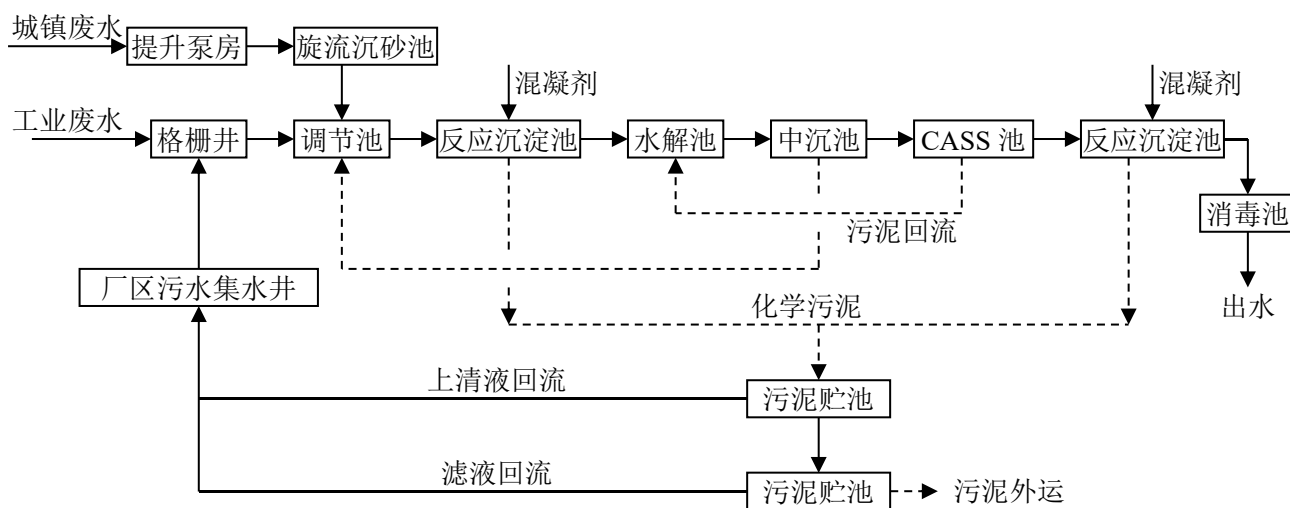 城镇废水
提升泵房
旋流沉砂池
混凝剂
混凝剂
工业废水
格栅井
调节池
反应沉淀池
水解池
中沉池
CASS 池
反应沉淀池
消毒池
污泥回流
厂区污水集水井
化学污泥
出水
上清液回流
污泥贮池
滤液回流
污泥贮池
污泥外运